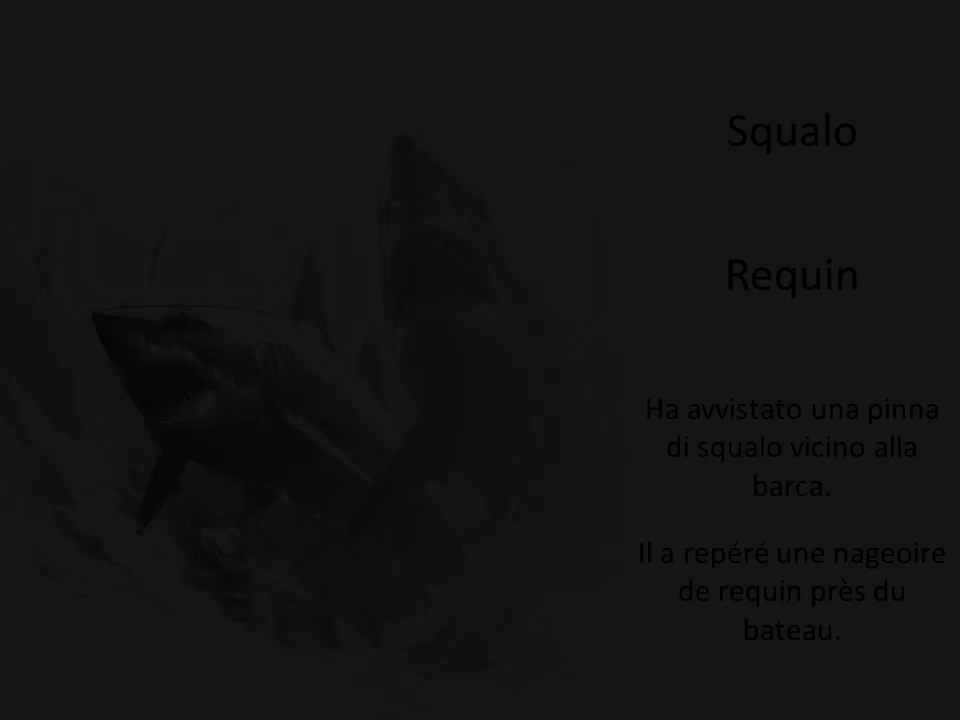 Squalo
Requin
Ha avvistato una pinna
di squalo vicino alla
barca.
Il a repéré une nageoire
de requin près du
bateau.